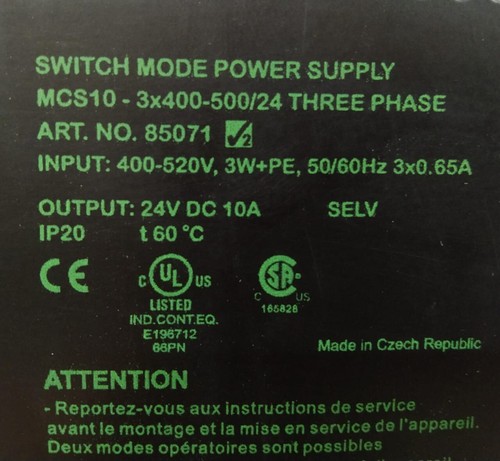 SWITCH MODE POWER SUPPLY
MCS10 - 3x400-500/24 THREE PHASE
ART. NO. 85071 2
INPUT: 400-520V, 3W+PE, 50/60Hz 3x0.65A
OUTPUT: 24V DC 10A SELV
IP20 t 60 °C
CE C UL US C SA US
LISTED 165828
IND.CONT.EQ.
E196712
66PN Made in Czech Republic
ATTENTION
- Reportez-vous aux instructions de service
avant le montage et la mise en service de l'appareil.
Deux modes opératoires sont possibles